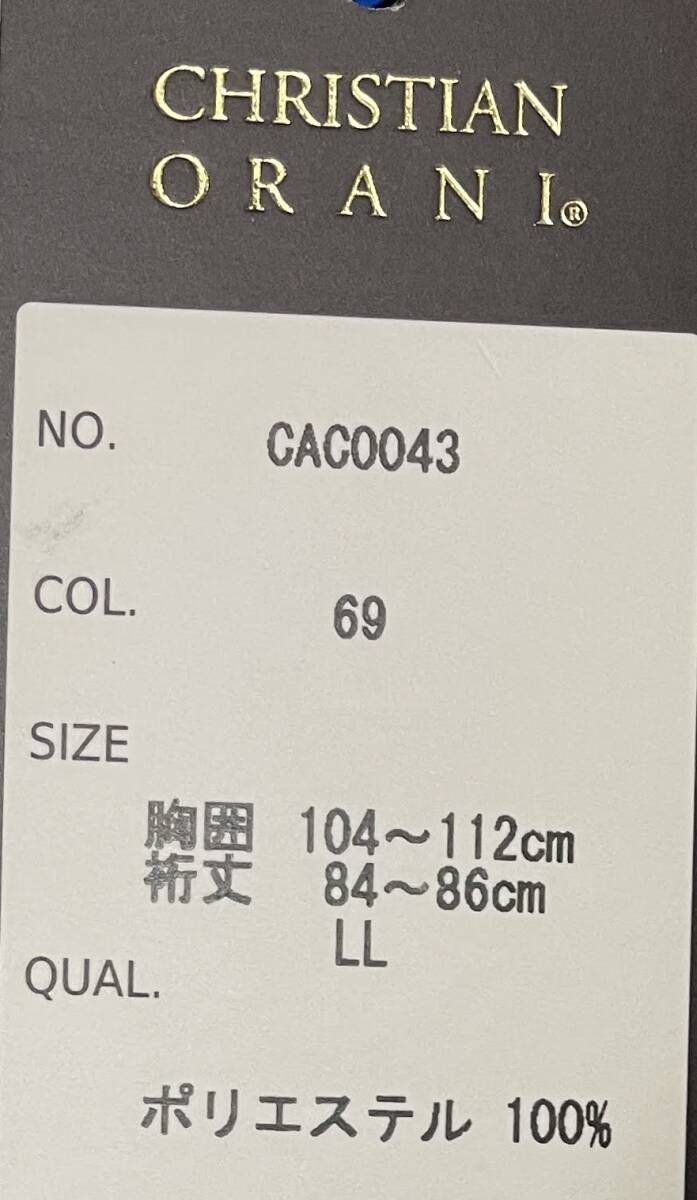 CHRISTIAN
ORANI®
NO. CAC0043
COL. 69
SIZE
胸囲 104～112cm
裄丈 84～86cm
LL
QUAL.
ポリエステル 100%